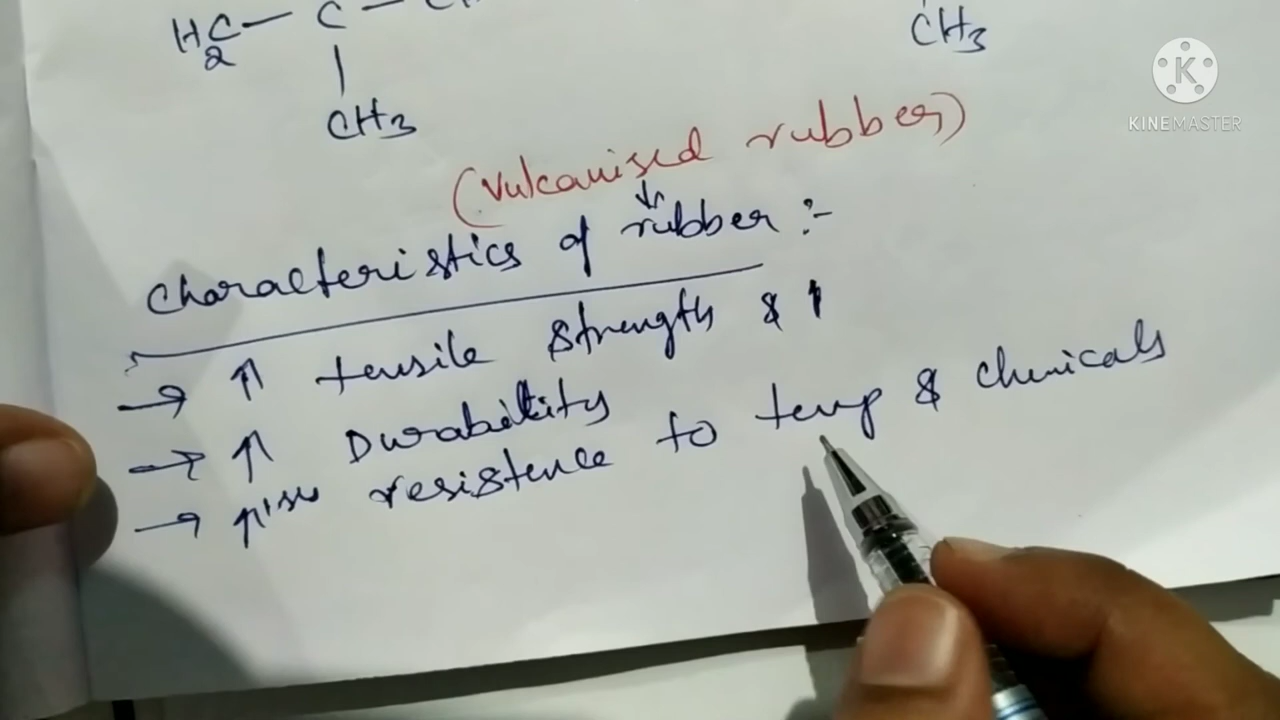 H2C — C —
CH3
CH3
K
KINEMASTER
(Vulcanised rubber)
Characteristics of rubber :-
→ ↑ tensile strength &
→ ↑ Durability
→ resistence to temp & chemicals